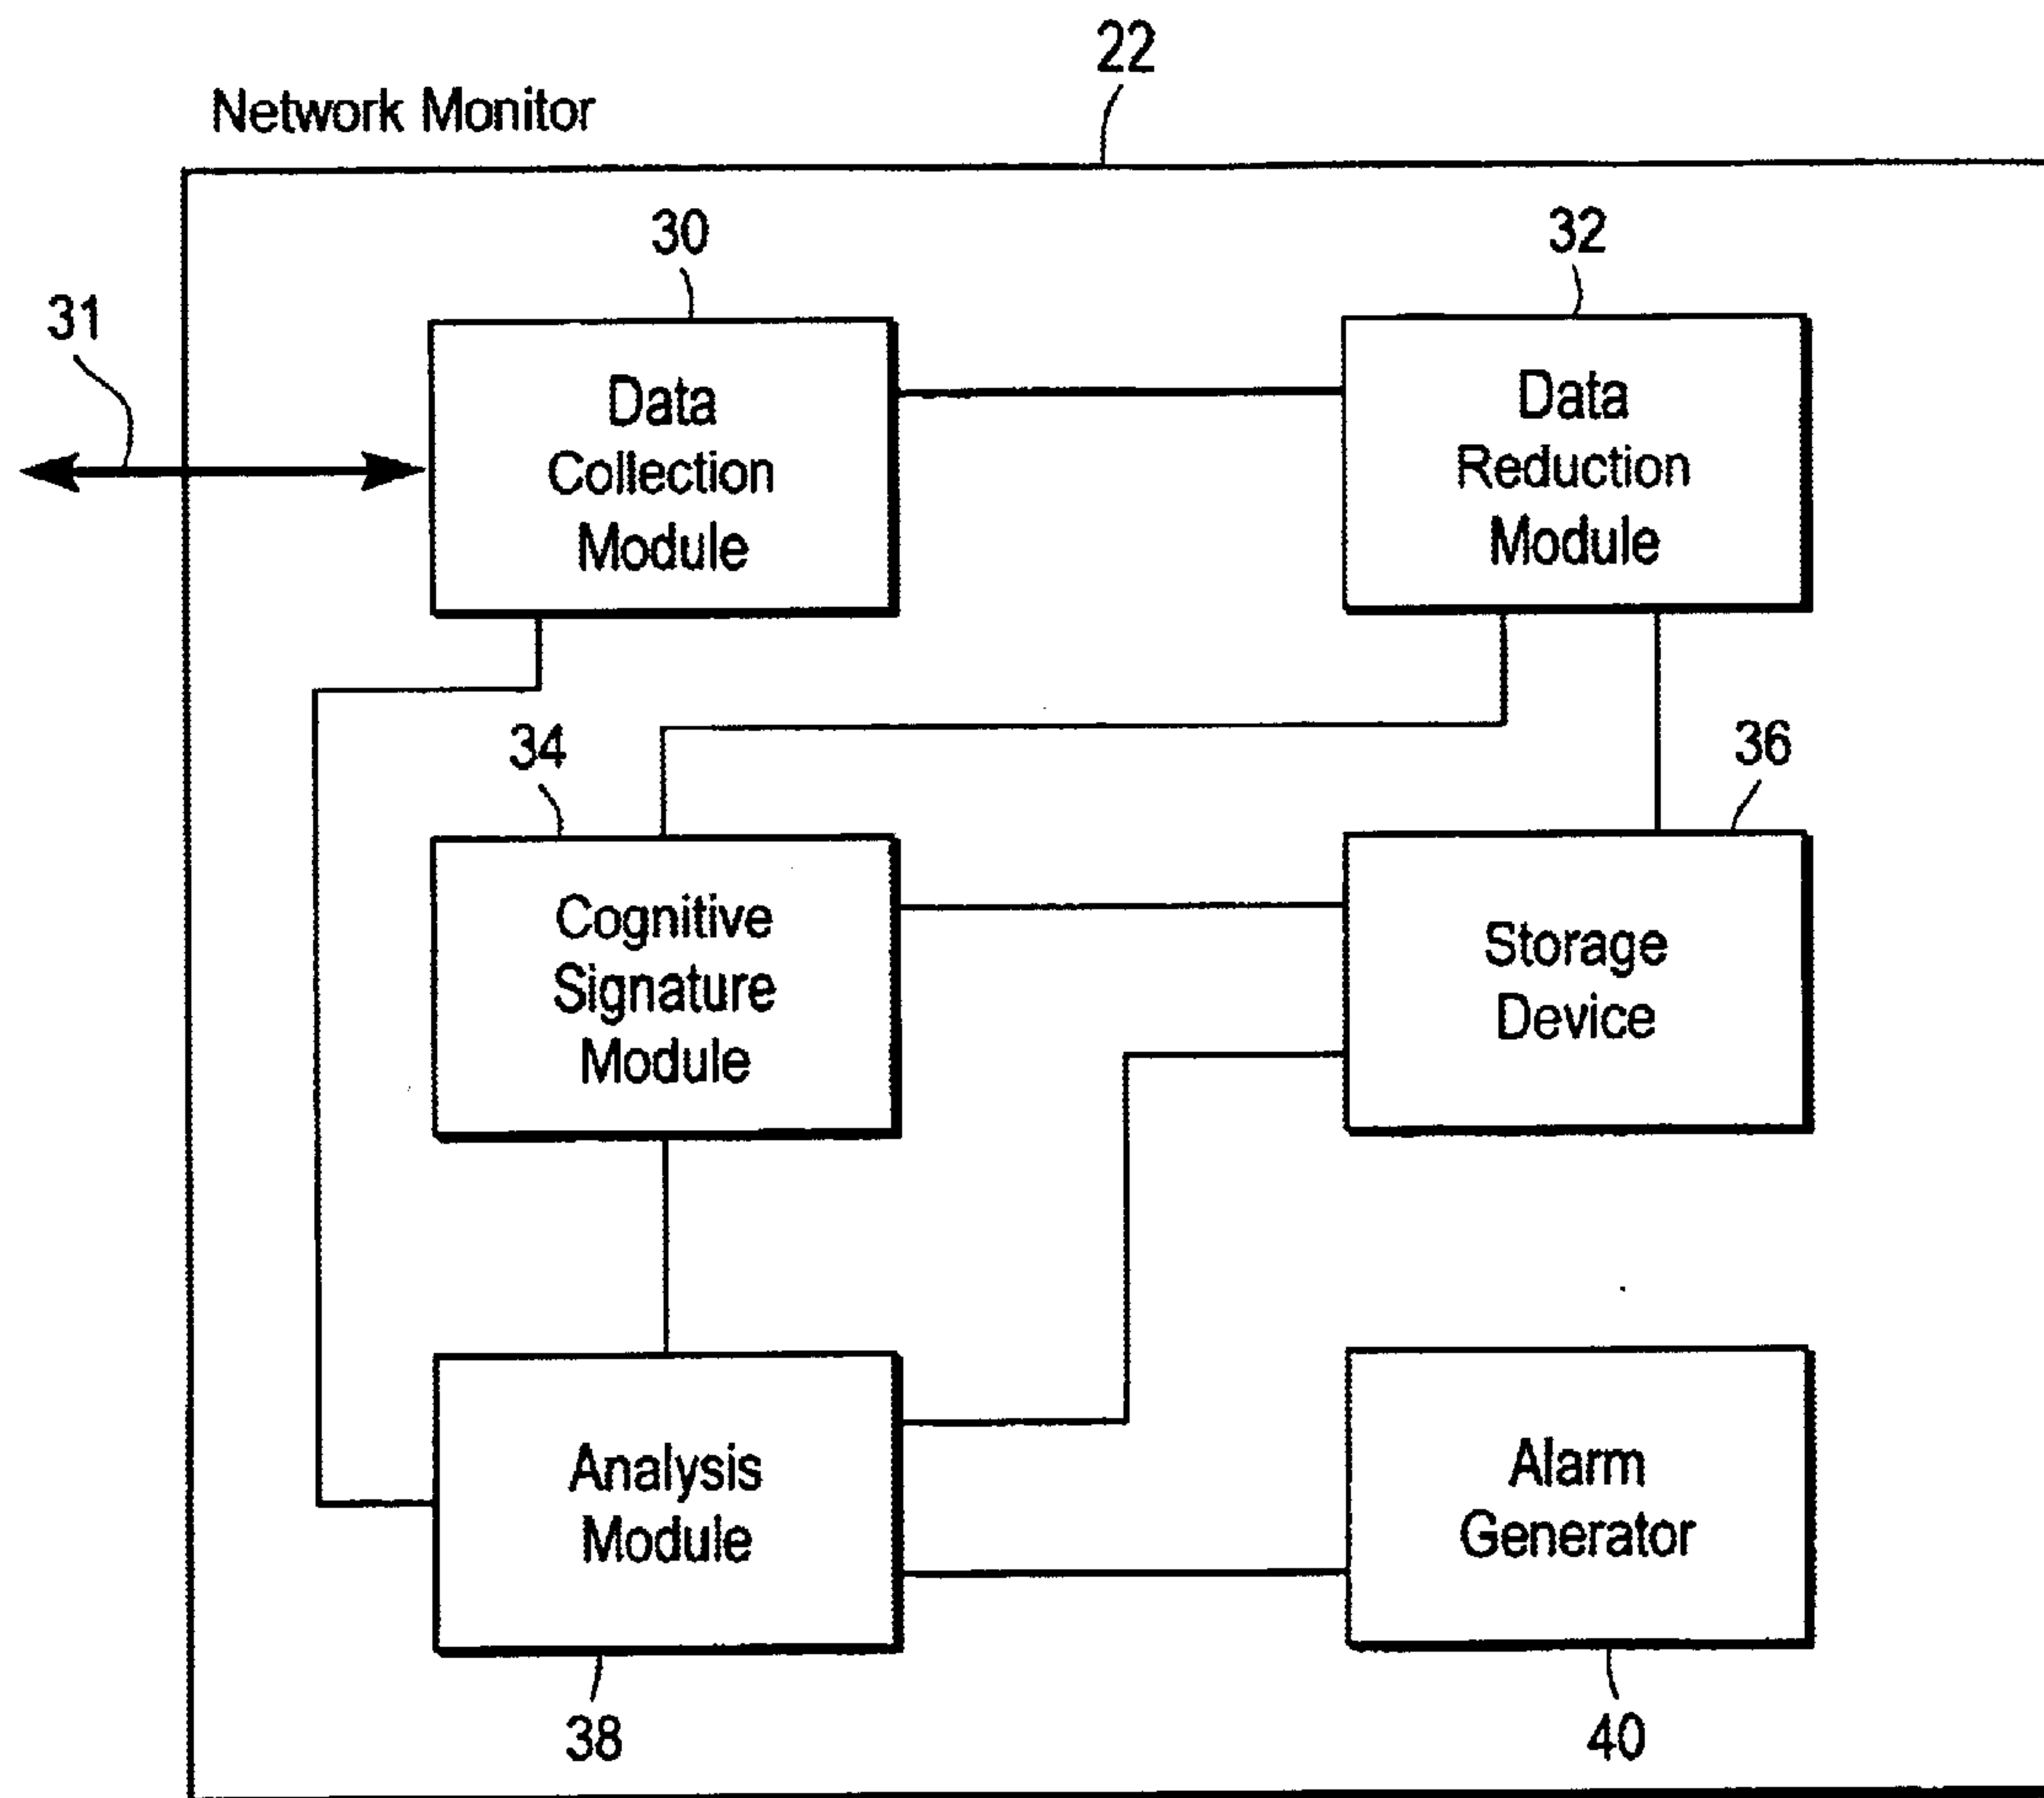 22
Network Monitor
30
32
31
Data
Collection
Module
Data
Reduction
Module
34
36
Cognitive
Signature
Module
Storage
Device
Analysis
Module
Alarm
Generator
38
40